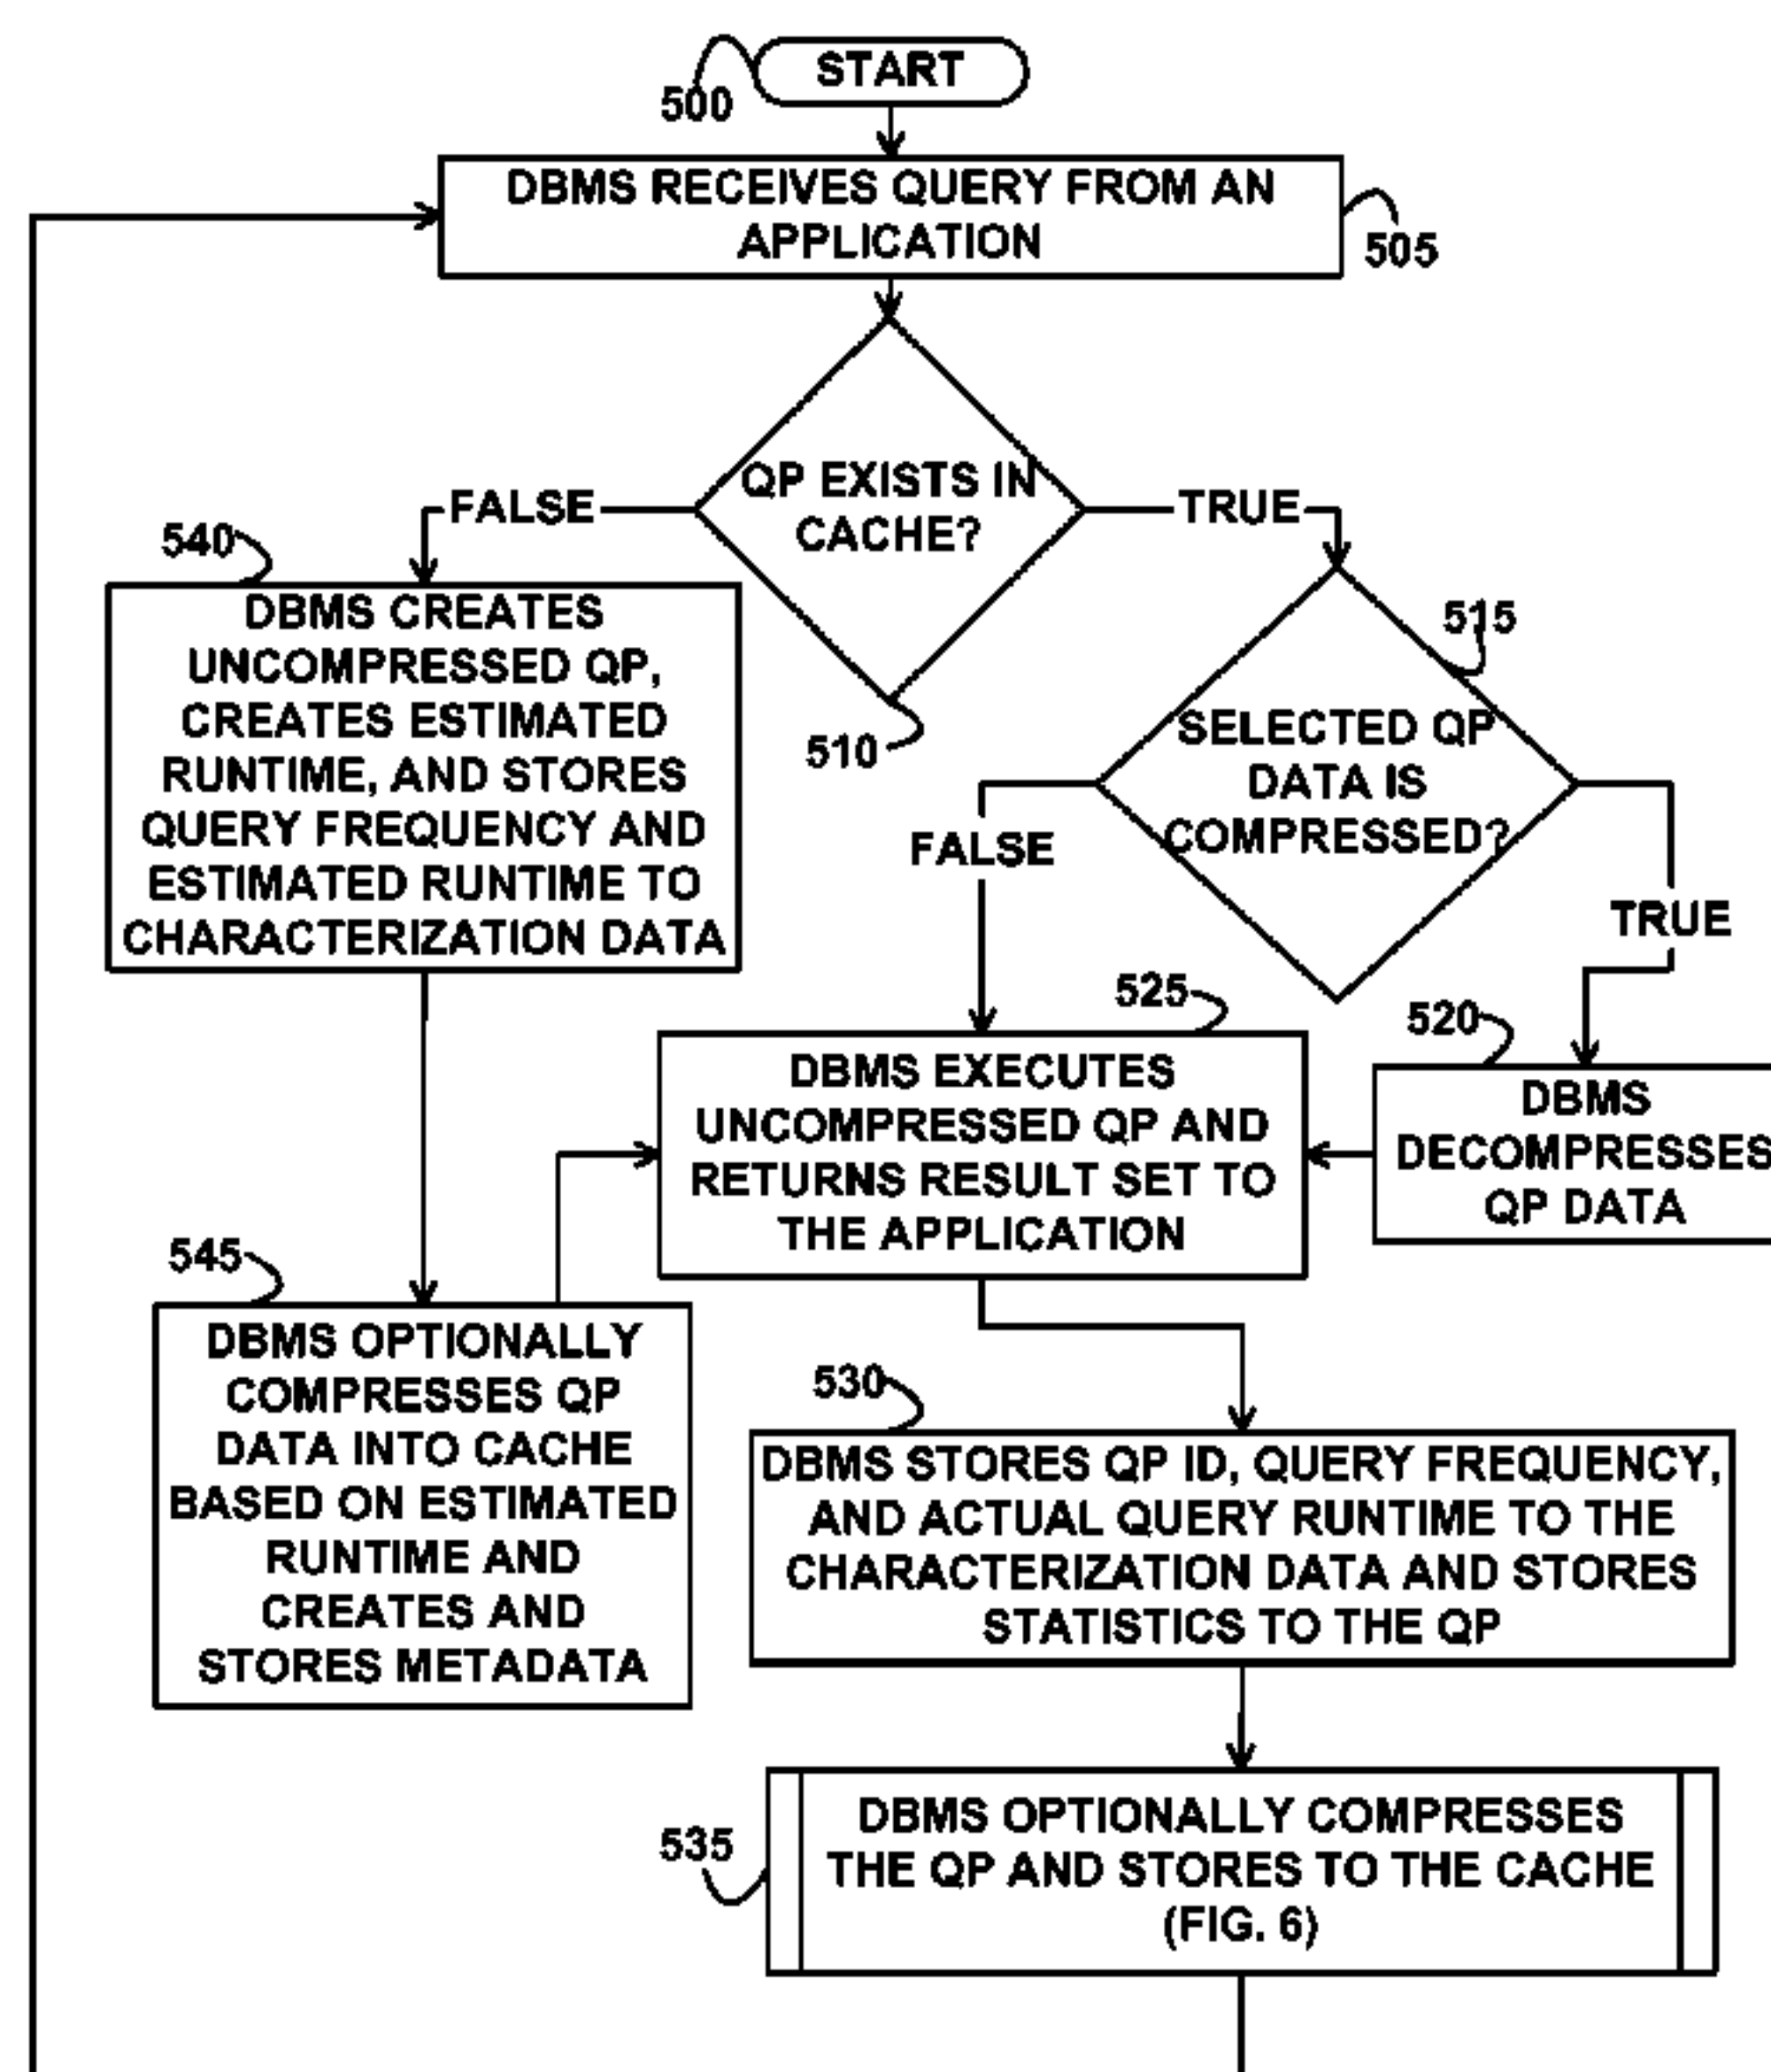 START
500
DBMS RECEIVES QUERY FROM AN
APPLICATION
505
QP EXISTS IN
CACHE?
FALSE
TRUE
510
540
DBMS CREATES
UNCOMPRESSED QP,
CREATES ESTIMATED
RUNTIME, AND STORES
QUERY FREQUENCY AND
ESTIMATED RUNTIME TO
CHARACTERIZATION DATA
515
SELECTED QP
DATA IS
COMPRESSED?
FALSE
TRUE
525
DBMS EXECUTES
UNCOMPRESSED QP AND
RETURNS RESULT SET TO
THE APPLICATION
520
DBMS
DECOMPRESSES
QP DATA
545
DBMS OPTIONALLY
COMPRESSES QP
DATA INTO CACHE
BASED ON ESTIMATED
RUNTIME AND
CREATES AND
STORES METADATA
530
DBMS STORES QP ID, QUERY FREQUENCY,
AND ACTUAL QUERY RUNTIME TO THE
CHARACTERIZATION DATA AND STORES
STATISTICS TO THE QP
535
DBMS OPTIONALLY COMPRESSES
THE QP AND STORES TO THE CACHE
(FIG. 6)